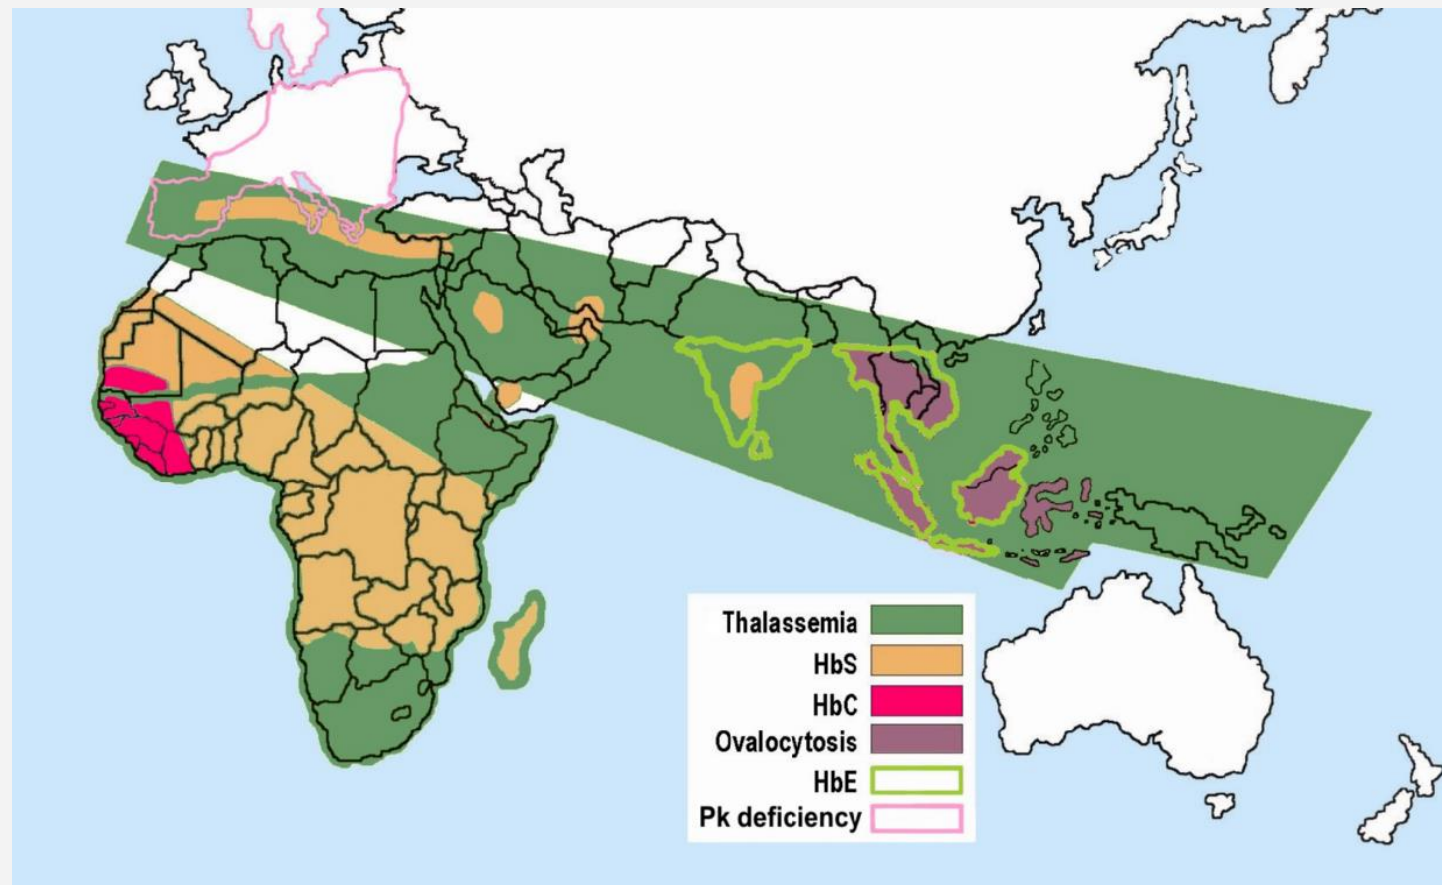 Thalassemia
HbS
HbC
Ovalocytosis
HbE
Pk deficiency